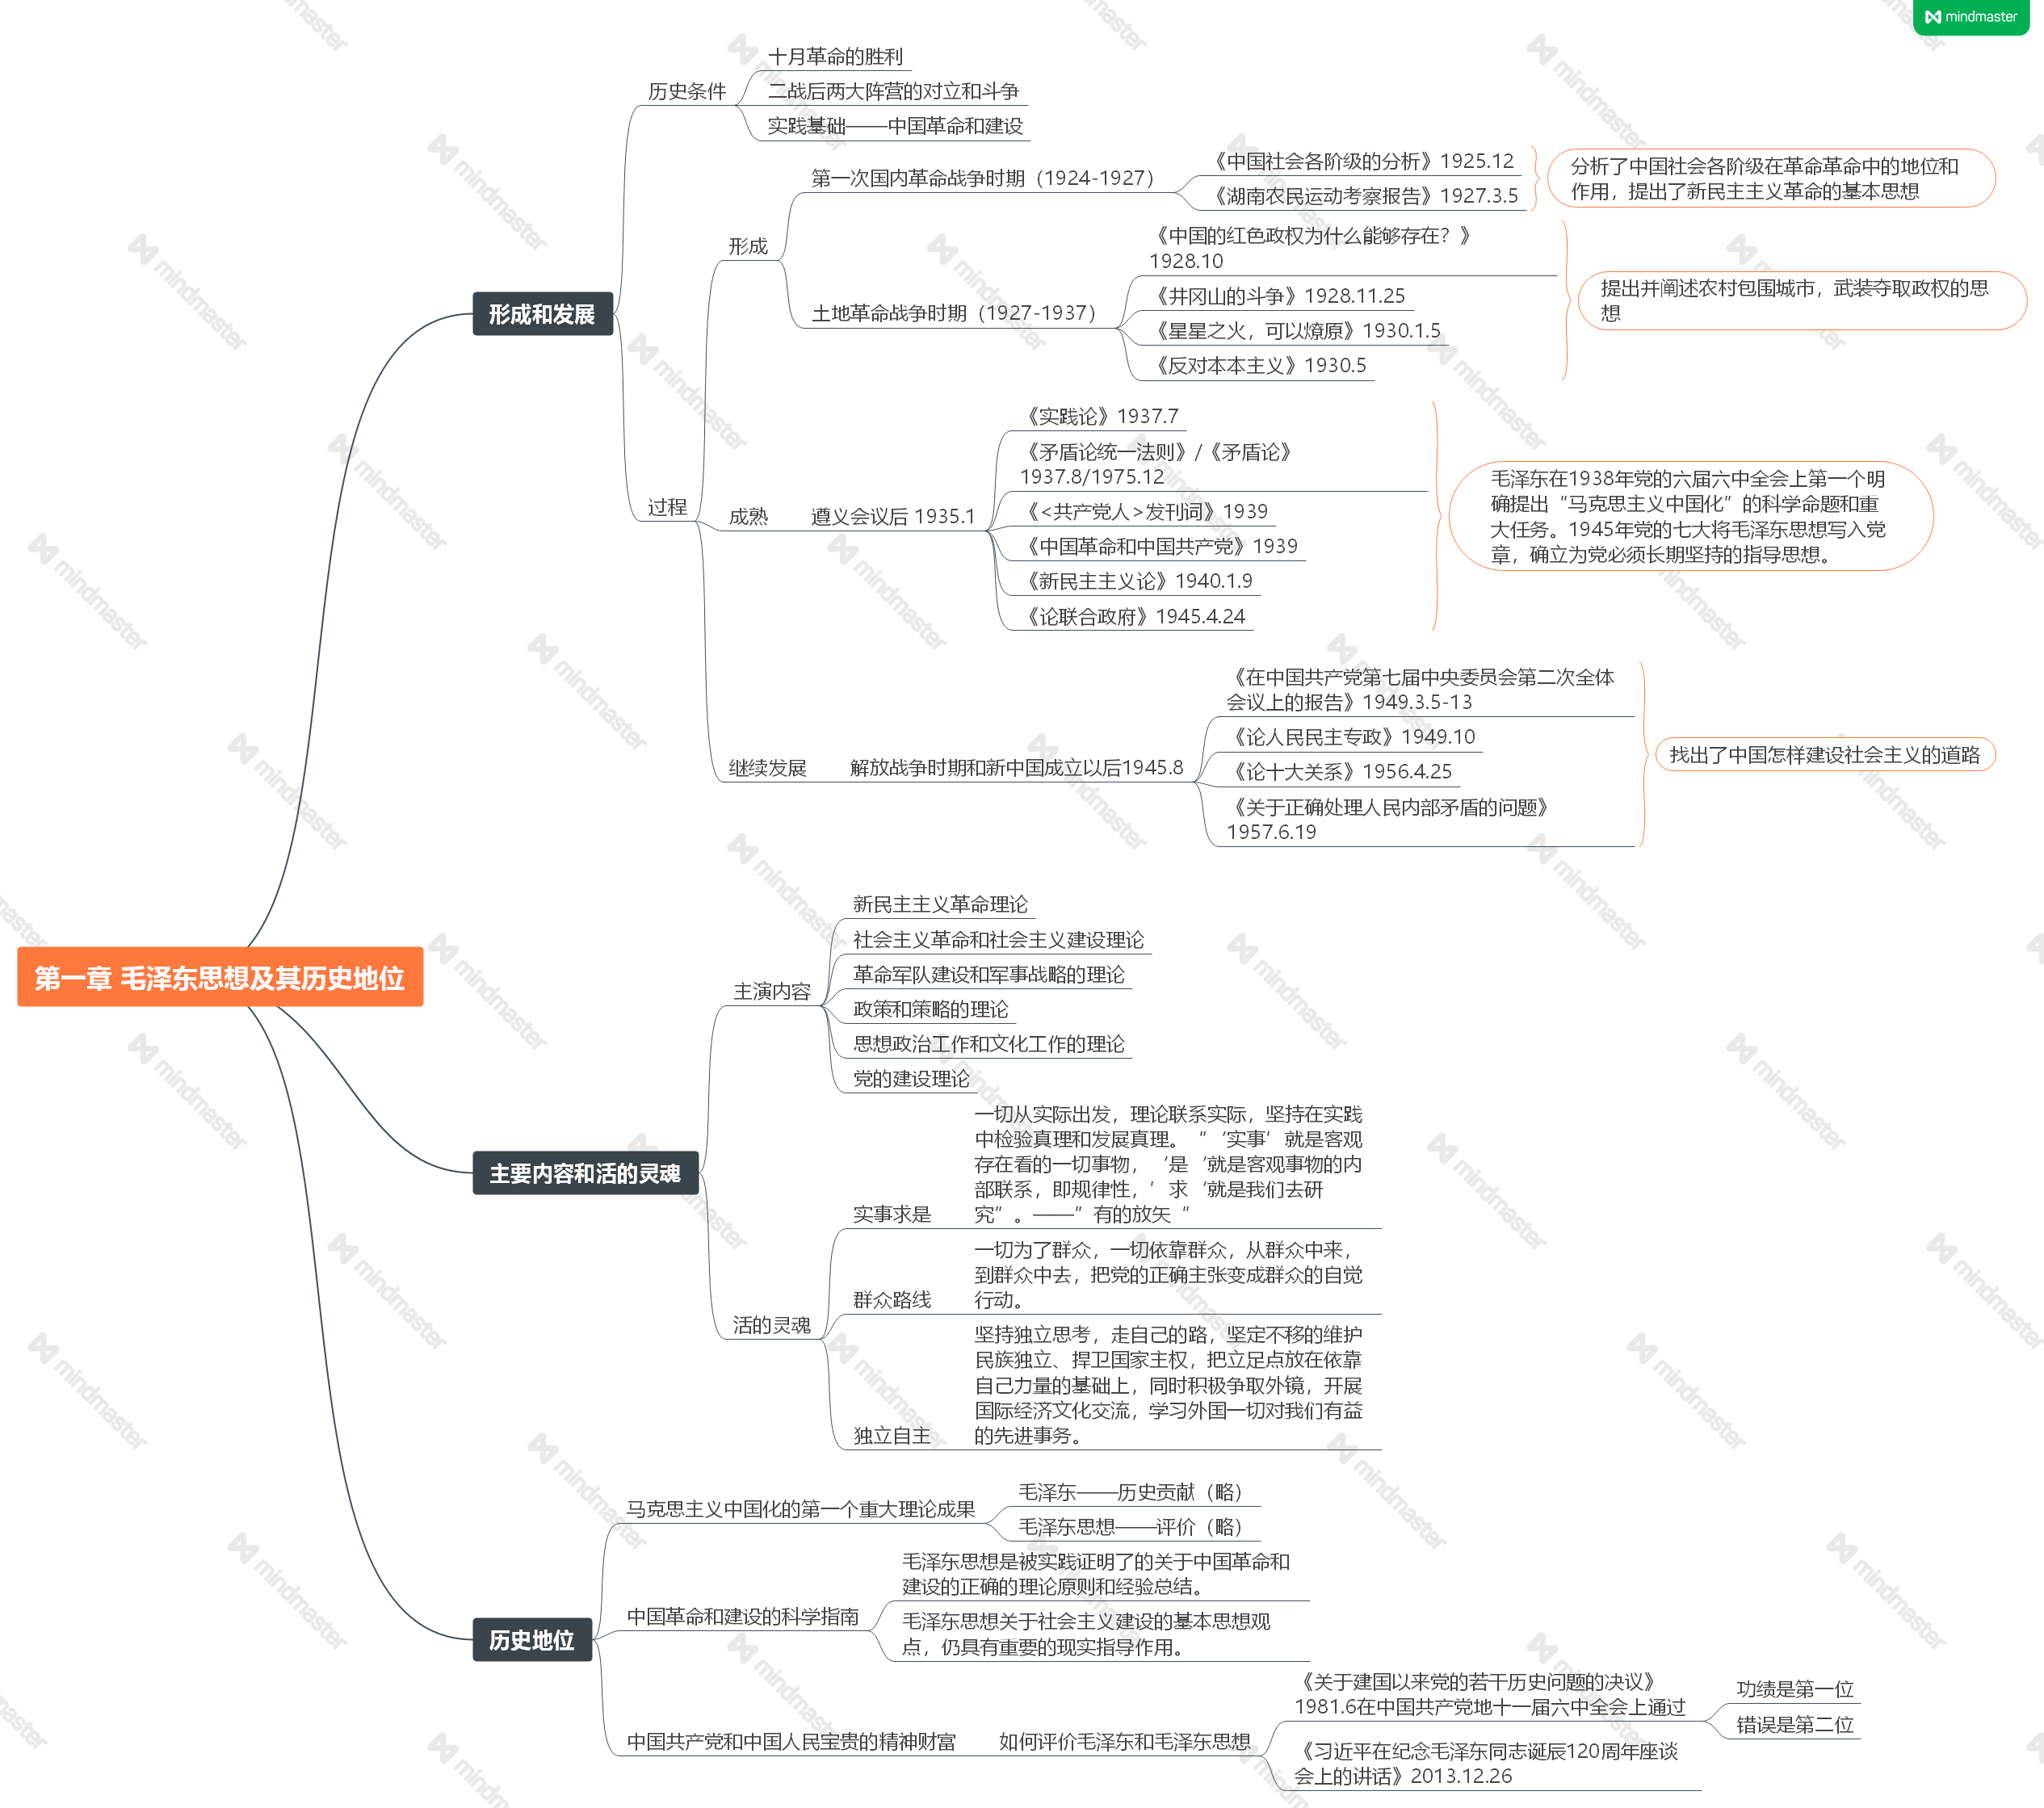 mindmaster
第一章 毛泽东思想及其历史地位
形成和发展
历史条件
十月革命的胜利
二战后两大阵营的对立和斗争
实践基础——中国革命和建设
过程
形成
第一次国内革命战争时期（1924-1927）
《中国社会各阶级的分析》1925.12
《湖南农民运动考察报告》1927.3.5
分析了中国社会各阶级在革命革命中的地位和
作用，提出了新民主主义革命的基本思想
土地革命战争时期（1927-1937）
《中国的红色政权为什么能够存在？》
1928.10
《井冈山的斗争》1928.11.25
《星星之火，可以燎原》1930.1.5
《反对本本主义》1930.5
提出并阐述农村包围城市，武装夺取政权的思
想
成熟
遵义会议后 1935.1
《实践论》1937.7
《矛盾论统一法则》/《矛盾论》
1937.8/1975.12
《<共产党人>发刊词》1939
《中国革命和中国共产党》1939
《新民主主义论》1940.1.9
《论联合政府》1945.4.24
毛泽东在1938年党的六届六中全会上第一个明
确提出“马克思主义中国化”的科学命题和重
大任务。1945年党的七大将毛泽东思想写入党
章，确立为党必须长期坚持的指导思想。
继续发展
解放战争时期和新中国成立以后1945.8
《在中国共产党第七届中央委员会第二次全体
会议上的报告》1949.3.5-13
《论人民民主专政》1949.10
《论十大关系》1956.4.25
《关于正确处理人民内部矛盾的问题》
1957.6.19
找出了中国怎样建设社会主义的道路
主要内容和活的灵魂
主演内容
新民主主义革命理论
社会主义革命和社会主义建设理论
革命军队建设和军事战略的理论
政策和策略的理论
思想政治工作和文化工作的理论
党的建设理论
活的灵魂
实事求是
一切从实际出发，理论联系实际，坚持在实践
中检验真理和发展真理。“‘实事’就是客观
存在看的一切事物，‘是‘就是客观事物的内
部联系，即规律性，’求‘就是我们去研
究”。——”有的放矢“
群众路线
一切为了群众，一切依靠群众，从群众中来，
到群众中去，把党的正确主张变成群众的自觉
行动。
独立自主
坚持独立思考，走自己的路，坚定不移的维护
民族独立、捍卫国家主权，把立足点放在依靠
自己力量的基础上，同时积极争取外镜，开展
国际经济文化交流，学习外国一切对我们有益
的先进事务。
历史地位
马克思主义中国化的第一个重大理论成果
毛泽东——历史贡献（略）
毛泽东思想——评价（略）
中国革命和建设的科学指南
毛泽东思想是被实践证明了的关于中国革命和
建设的正确的理论原则和经验总结。
毛泽东思想关于社会主义建设的基本思想观
点，仍具有重要的现实指导作用。
中国共产党和中国人民宝贵的精神财富
如何评价毛泽东和毛泽东思想
《关于建国以来党的若干历史问题的决议》
1981.6在中国共产党地十一届六中全会上通过
功绩是第一位
错误是第二位
《习近平在纪念毛泽东同志诞辰120周年座谈
会上的讲话》2013.12.26